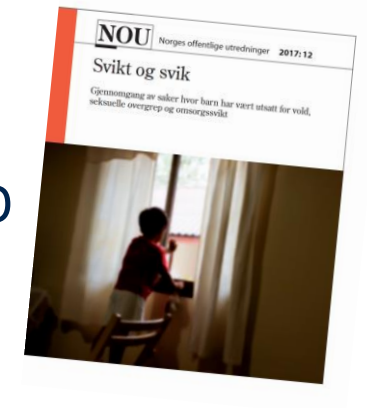 NOU Norges offentlige utredninger 2017: 12
Svikt og svik
Gjennomgang av saker hvor barn har vært utsatt for vold,
seksuelle overgrep og omsorgssvikt